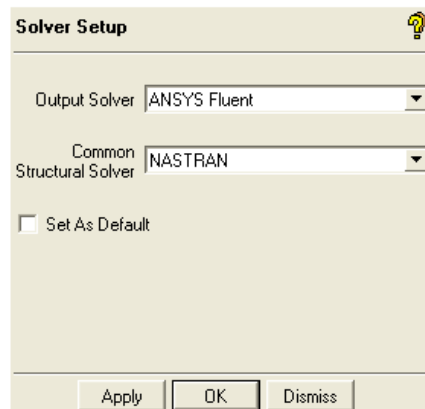 Solver Setup
Output Solver ANSYS Fluent
Common
Structural Solver NASTRAN
Set As Default
Apply OK Dismiss